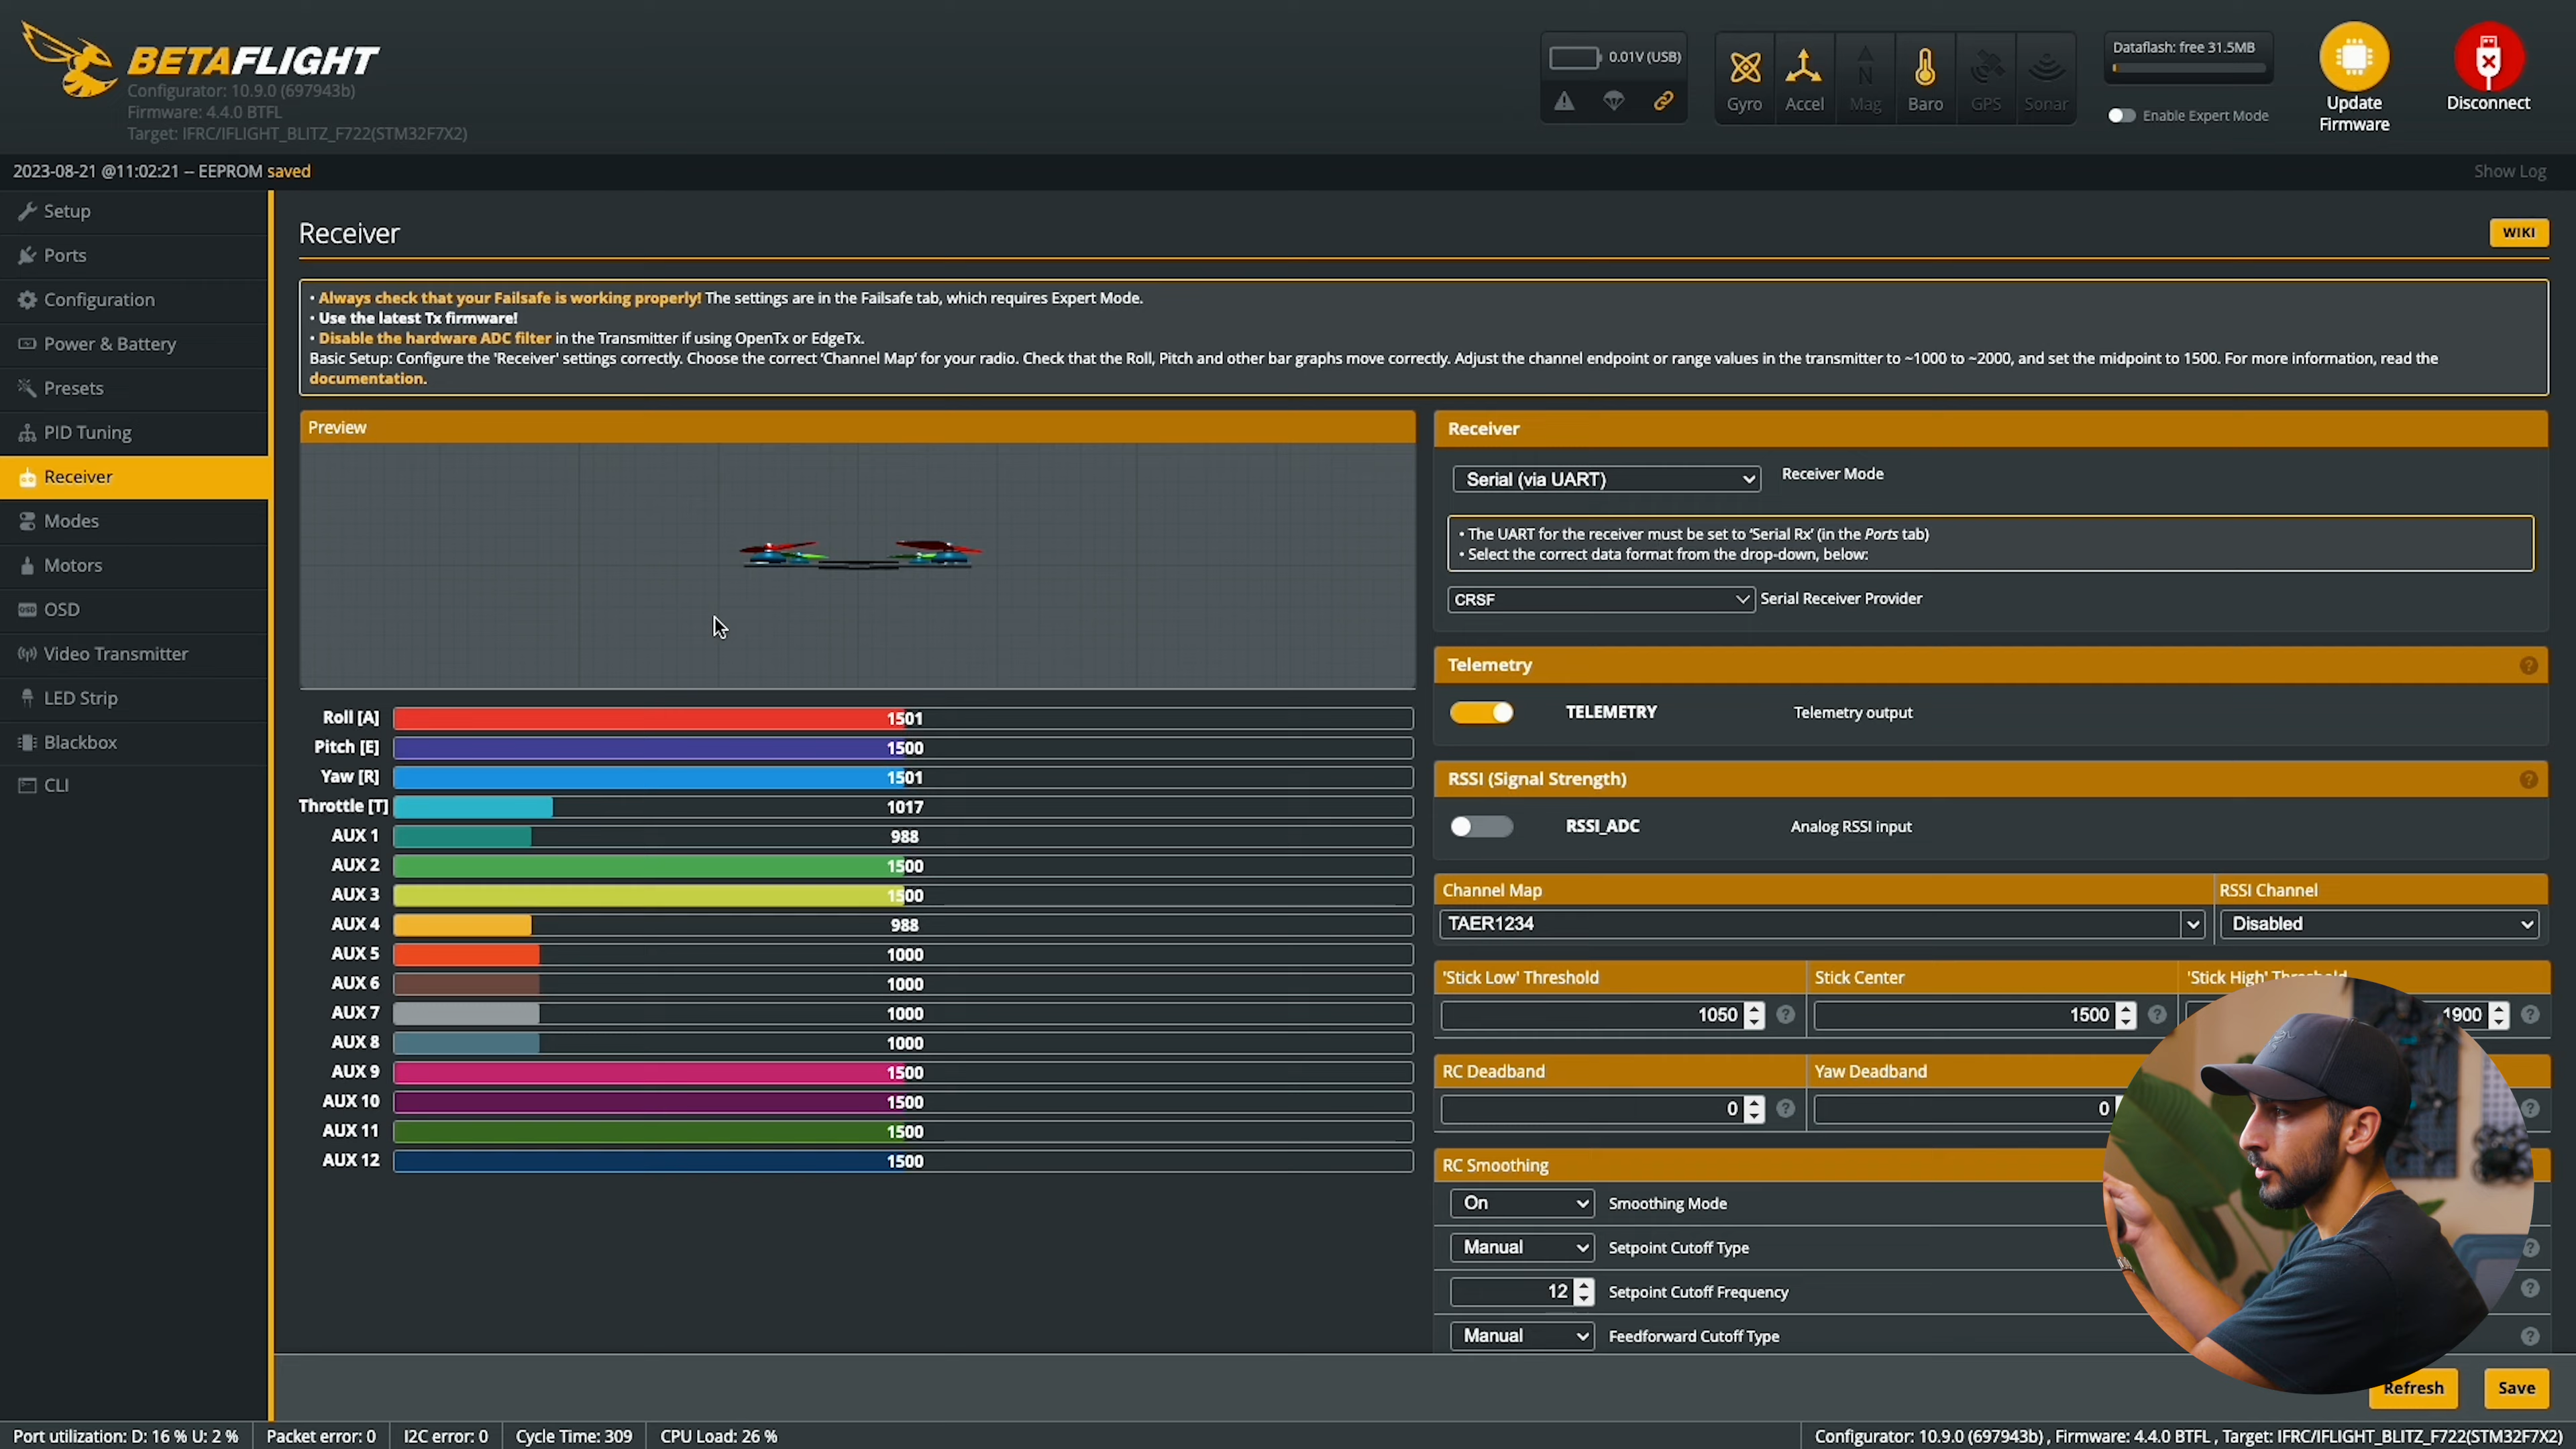 BETAFLIGHT
Configurator: 10.9.0 (697943b)
Firmware: 4.4.0 BTFL
Target: IFRC/IFLIGHT_BLITZ_F722(STM32F7X2)
0.01V (USB)
Gyro
Accel
Mag
Baro
GPS
Sonar
Dataflash: free 31.5MB
Enable Expert Mode
Update
Firmware
Disconnect
2023-08-21 @11:02:21 -- EEPROM saved
Show Log
Setup
Ports
Configuration
Power & Battery
Presets
PID Tuning
Receiver
Modes
Motors
OSD
Video Transmitter
LED Strip
Blackbox
CLI
Receiver
WIKI
• Always check that your Failsafe is working properly! The settings are in the Failsafe tab, which requires Expert Mode.
• Use the latest Tx firmware!
• Disable the hardware ADC filter in the Transmitter if using OpenTx or EdgeTx.
Basic Setup: Configure the 'Receiver' settings correctly. Choose the correct 'Channel Map' for your radio. Check that the Roll, Pitch and other bar graphs move correctly. Adjust the channel endpoint or range values in the transmitter to ~1000 to ~2000, and set the midpoint to 1500. For more information, read the
documentation.
Preview
Roll [A] 1501
Pitch [E] 1500
Yaw [R] 1501
Throttle [T] 1017
AUX 1 988
AUX 2 1500
AUX 3 1500
AUX 4 988
AUX 5 1000
AUX 6 1000
AUX 7 1000
AUX 8 1000
AUX 9 1500
AUX 10 1500
AUX 11 1500
AUX 12 1500
Receiver
Serial (via UART) Receiver Mode
• The UART for the receiver must be set to 'Serial Rx' (in the Ports tab)
• Select the correct data format from the drop-down, below:
CRSF Serial Receiver Provider
Telemetry
TELEMETRY Telemetry output
RSSI (Signal Strength)
RSSI_ADC Analog RSSI input
Channel Map RSSI Channel
TAER1234 Disabled
'Stick Low' Threshold Stick Center 'Stick High'
1050 1500 1900
RC Deadband Yaw Deadband
0 0
RC Smoothing
On Smoothing Mode
Manual Setpoint Cutoff Type
12 Setpoint Cutoff Frequency
Manual Feedforward Cutoff Type
Refresh Save
Port utilization: D: 16 % U: 2 % Packet error: 0 I2C error: 0 Cycle Time: 309 CPU Load: 26 % Configurator: 10.9.0 (697943b) , Firmware: 4.4.0 BTFL , Target: IFRC/IFLIGHT_BLITZ_F722(STM32F7X2)